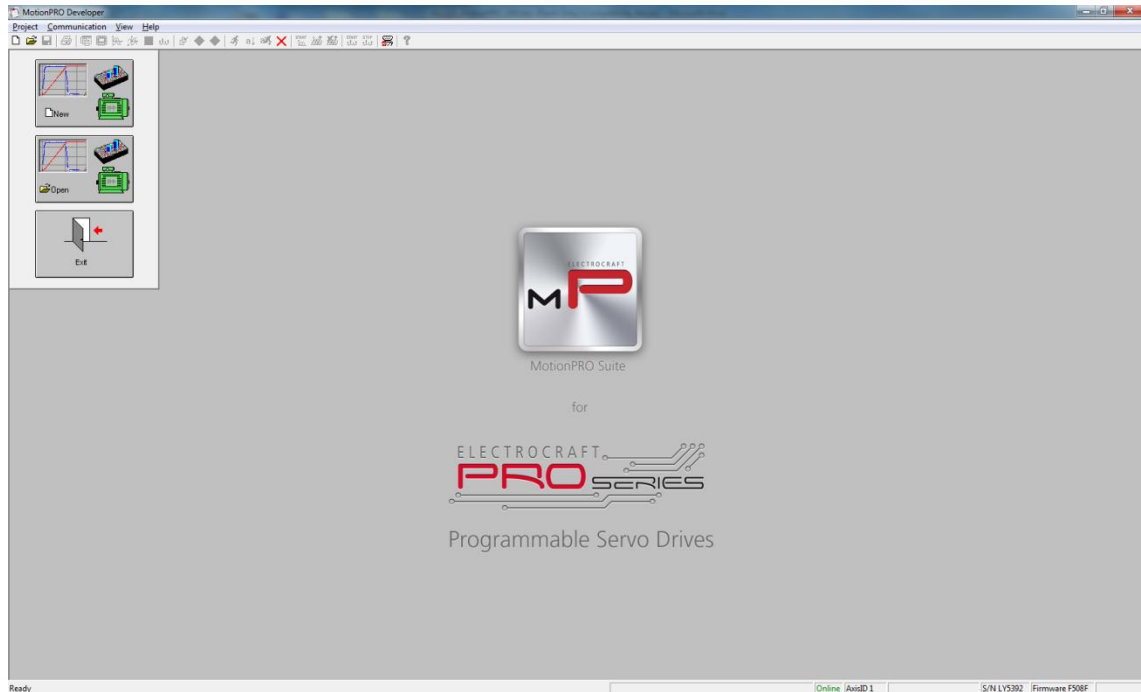 MotionPRO Developer
Project Communication View Help
New
Open
Exit
ELECTROCRAFT
MP
MotionPRO Suite
for
ELECTROCRAFT
PRO SERIES
Programmable Servo Drives
Ready Online AxisID 1 S/N LY5392 Firmware F508F